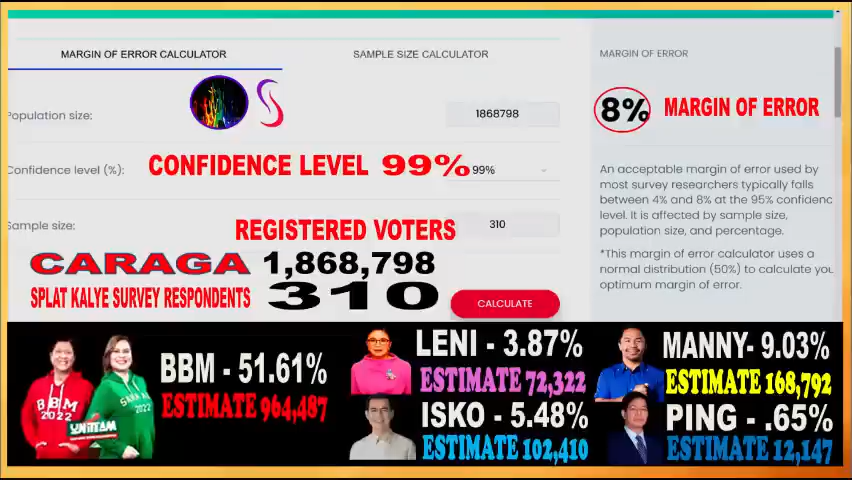 MARGIN OF ERROR CALCULATOR
SAMPLE SIZE CALCULATOR
Population size:
1868798
Confidence level (%):
CONFIDENCE LEVEL 99%
99%
Sample size:
310
REGISTERED VOTERS
CARAGA 1,868,798
SPLAT KALYE SURVEY RESPONDENTS 310
CALCULATE
MARGIN OF ERROR
8% MARGIN OF ERROR
An acceptable margin of error used by
most survey researchers typically falls
between 4% and 8% at the 95% confidenc
level. It is affected by sample size,
population size, and percentage.
*This margin of error calculator uses a
normal distribution (50%) to calculate you
optimum margin of error.
BBM
2022
2022
UNITEAM
BBM - 51.61%
ESTIMATE 964,487
LENI - 3.87%
ESTIMATE 72,322
ISKO - 5.48%
ESTIMATE 102,410
MANNY- 9.03%
ESTIMATE 168,792
PING - .65%
ESTIMATE 12,147